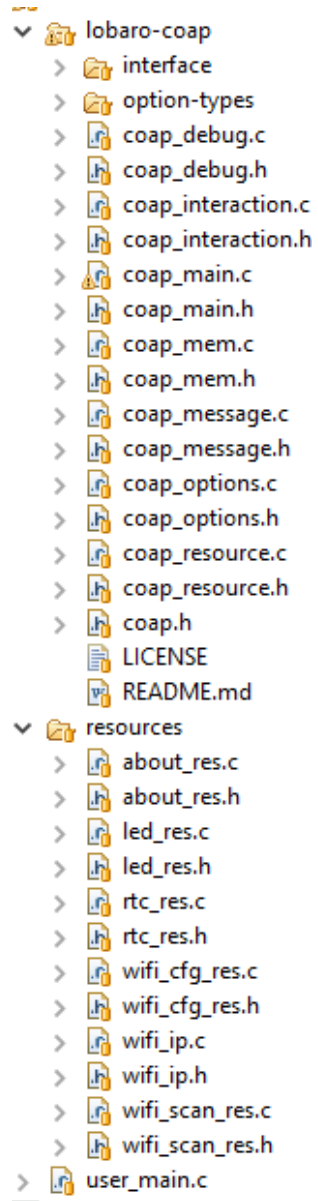 lobaro-coap
interface
option-types
coap_debug.c
coap_debug.h
coap_interaction.c
coap_interaction.h
coap_main.c
coap_main.h
coap_mem.c
coap_mem.h
coap_message.c
coap_message.h
coap_options.c
coap_options.h
coap_resource.c
coap_resource.h
coap.h
LICENSE
README.md
resources
about_res.c
about_res.h
led_res.c
led_res.h
rtc_res.c
rtc_res.h
wifi_cfg_res.c
wifi_cfg_res.h
wifi_ip.c
wifi_ip.h
wifi_scan_res.c
wifi_scan_res.h
user_main.c